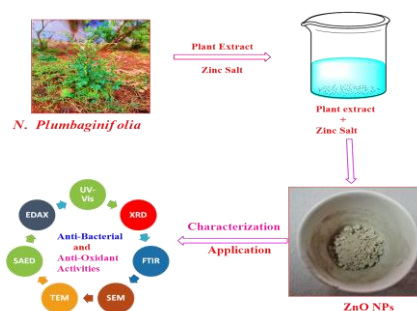 Plant Extract
Zinc Salt
N. Plumbaginifolia
Plant extract
+
Zinc Salt
UV-
Vis
XRD
FTIR
SEM
TEM
SAED
EDAX
Anti-Bacterial
and
Anti-Oxidant
Activities
Characterization
Application
ZnO NPs